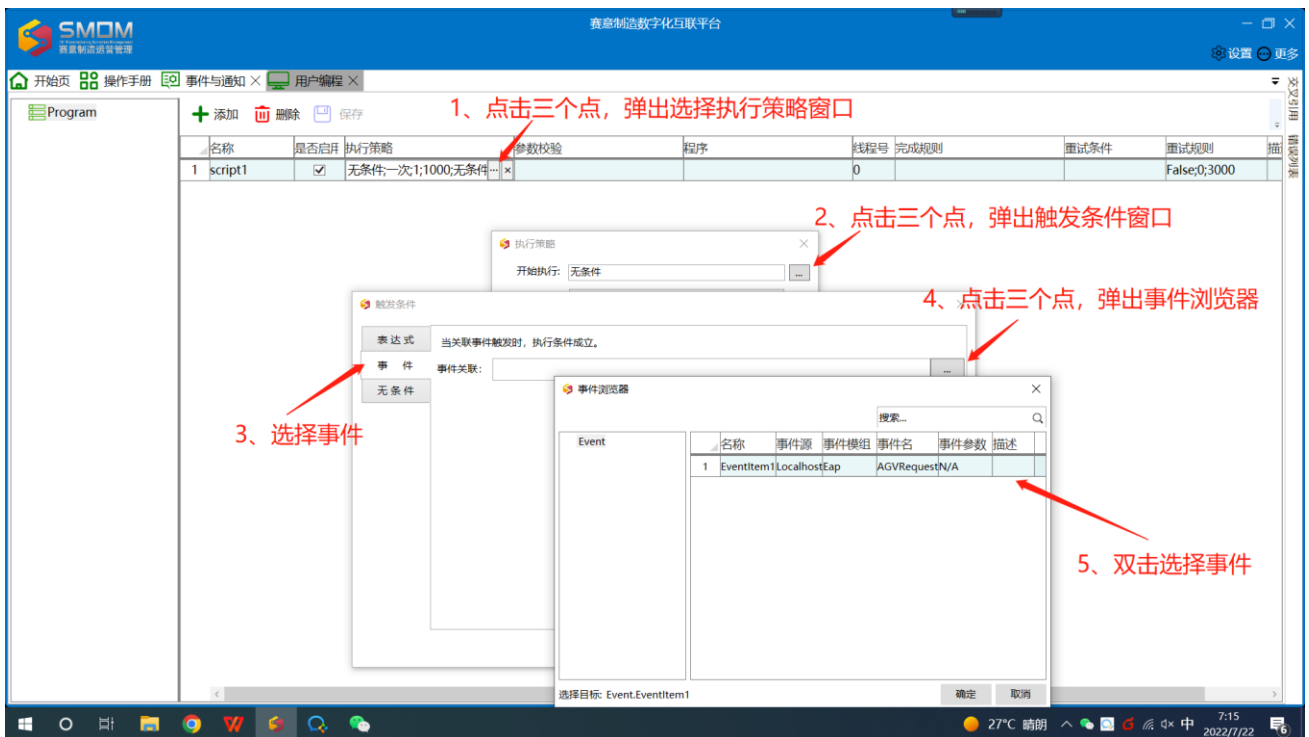 赛意制造数字化互联平台
SMOM
赛意制造运营管理
设置 更多
开始页 操作手册 事件与通知 用户编程
Program
添加 删除 保存
1、点击三个点，弹出选择执行策略窗口
交叉引用
错误列表
名称 是否启用 执行策略 参数校验 程序 线程号 完成规则 重试条件 重试规则 描
1 script1 无条件;一次;1;1000;无条件 ... × 0 False;0;3000
2、点击三个点，弹出触发条件窗口
执行策略
开始执行: 无条件 ...
触发条件
4、点击三个点，弹出事件浏览器
表达式
当关联事件触发时，执行条件成立。
事 件
事件关联: ...
无条件
3、选择事件
事件浏览器
搜索...
Event
名称 事件源 事件模组 事件名 事件参数 描述
1 EventItem1 Localhost Eap AGVRequest N/A
5、双击选择事件
选择目标: Event.EventItem1
确定 取消
27°C 晴朗
中
7:15
2022/7/22
6